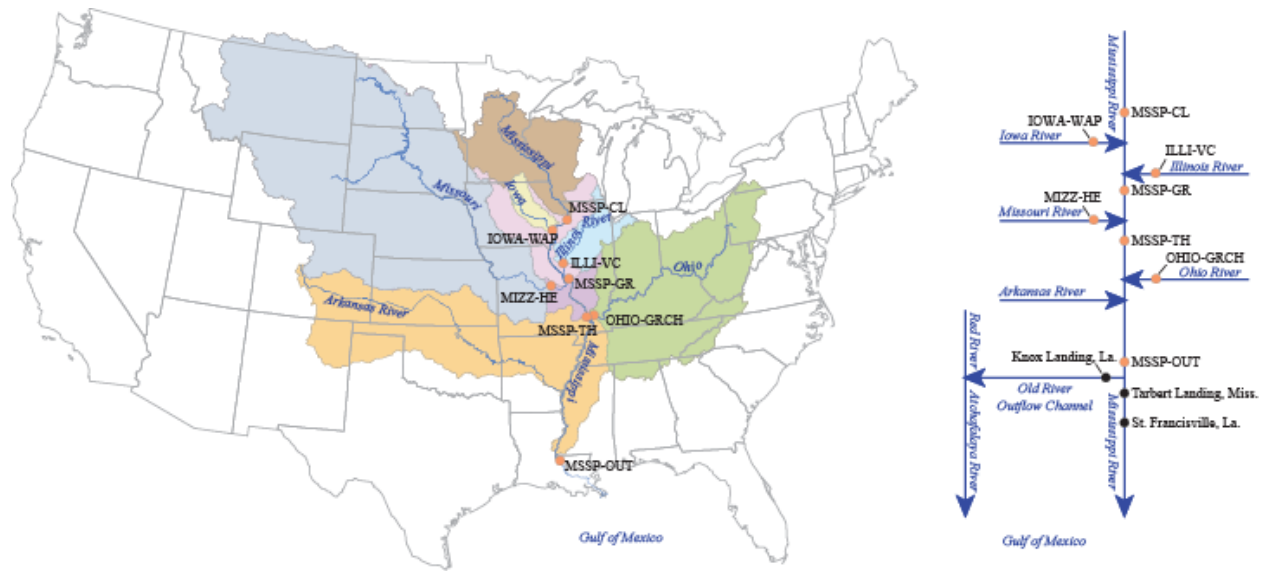 Mississippi
Missouri
Iowa
MSSP-CL
IOWA-WAP
Illinois River
ILLI-VC
Ohio
MSSP-GR
MIZZ-HE
Arkansas River
OHIO-GRCH
MSSP-TH
Mississippi
MSSP-OUT
Gulf of Mexico
Mississippi River
MSSP-CL
IOWA-WAP
Iowa River
ILLI-VC
Illinois River
MSSP-GR
MIZZ-HE
Missouri River
MSSP-TH
OHIO-GRCH
Ohio River
Arkansas River
Red River
Knox Landing, La.
MSSP-OUT
Old River
Outflow Channel
Tarbert Landing, Miss.
St. Francisville, La.
Atchafalaya River
Mississippi River
Gulf of Mexico